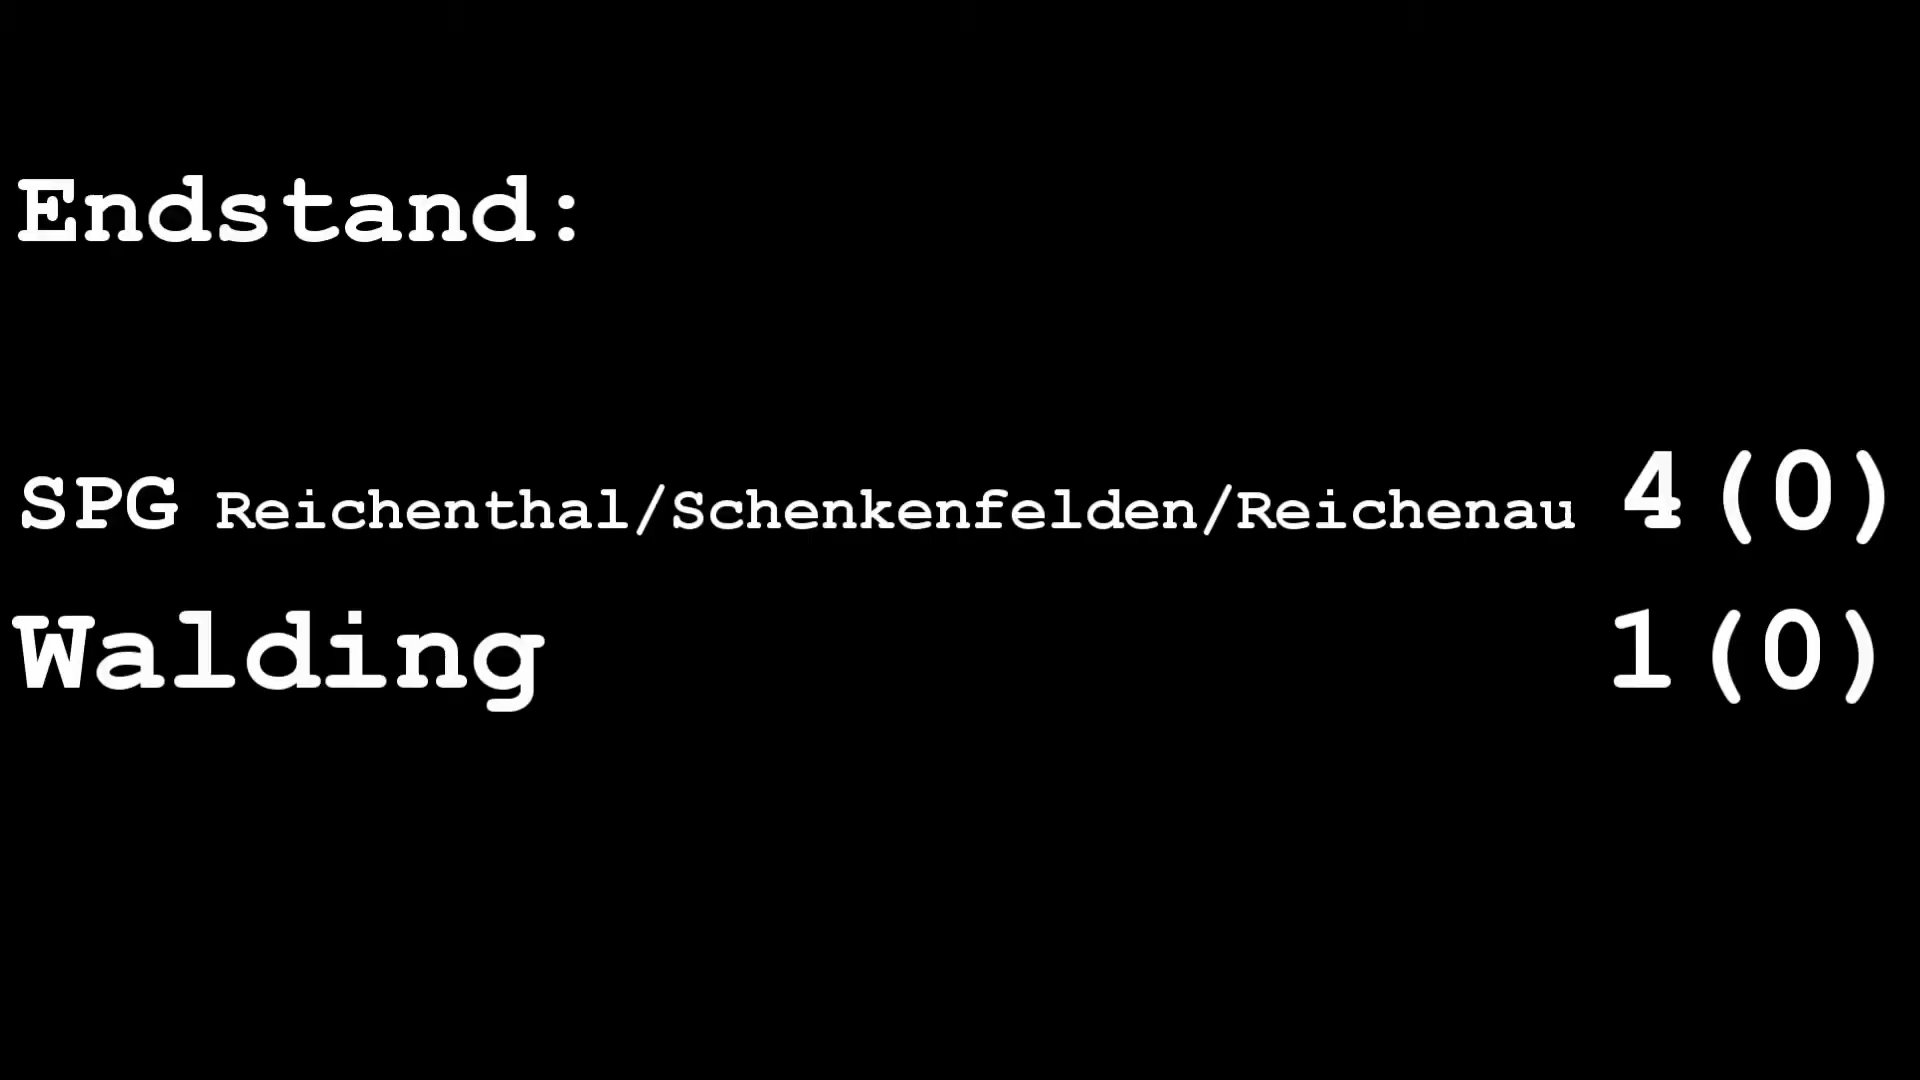 Endstand:
SPG Reichenthal/Schenkenfelden/Reichenau 4(0)
Walding 1(0)